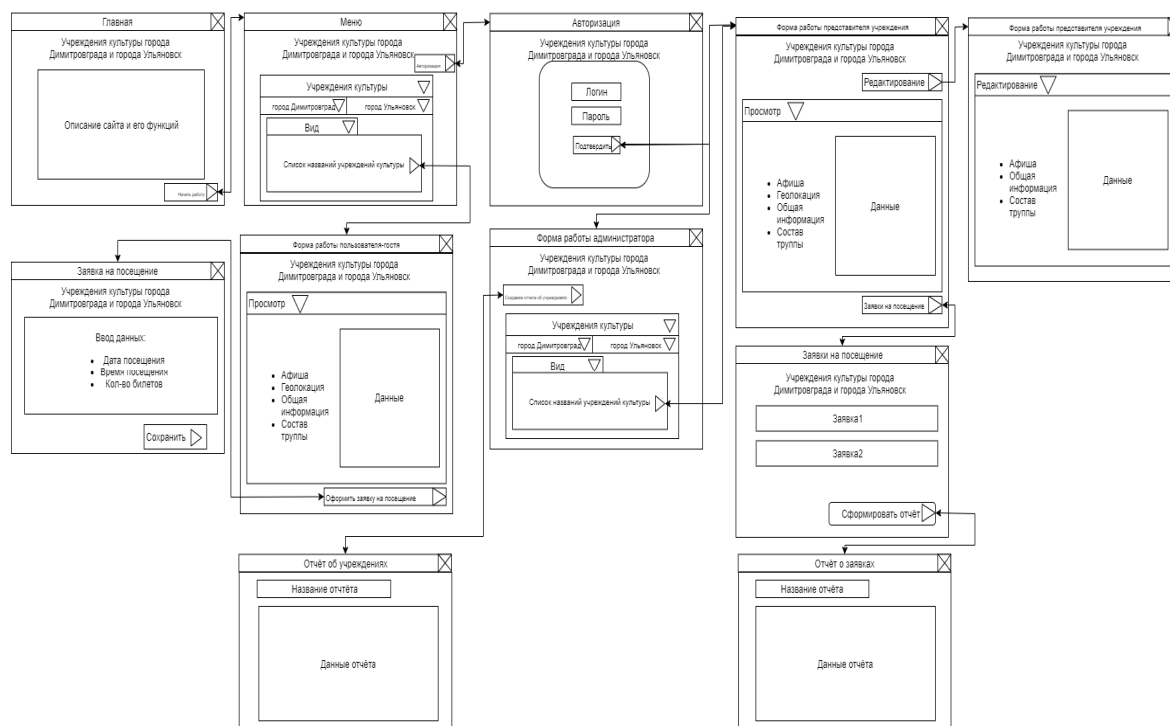 Главная
Учреждения культуры города
Димитровграда и города Ульяновск
Описание сайта и его функций
Начать работу
Меню
Учреждения культуры города
Димитровграда и города Ульяновск
Авторизация
Учреждения культуры
город Димитровград
город Ульяновск
Вид
Список названий учреждений культуры
Авторизация
Учреждения культуры города
Димитровграда и города Ульяновск
Логин
Пароль
Подтвердить
Форма работы представителя учреждения
Учреждения культуры города
Димитровграда и города Ульяновск
Редактирование
Просмотр
Афиша
Геолокация
Общая
информация
Состав
труппы
Данные
Заявки на посещение
Форма работы представителя учреждения
Учреждения культуры города
Димитровграда и города Ульяновск
Редактирование
Афиша
Общая
информация
Состав
труппы
Данные
Заявка на посещение
Учреждения культуры города
Димитровграда и города Ульяновск
Ввод данных:
Дата посещения
Время посещения
Кол-во билетов
Сохранить
Форма работы пользователя-гостя
Учреждения культуры города
Димитровграда и города Ульяновск
Просмотр
Афиша
Геолокация
Общая
информация
Состав
труппы
Данные
Оформить заявку на посещение
Форма работы администратора
Учреждения культуры города
Димитровграда и города Ульяновск
Создание отчета об учреждениях
Учреждения культуры
город Димитровград
город Ульяновск
Вид
Список названий учреждений культуры
Заявки на посещение
Учреждения культуры города
Димитровграда и города Ульяновск
Заявка1
Заявка2
Сформировать отчёт
Отчёт об учреждениях
Название отчтёта
Данные отчёта
Отчёт о заявках
Название отчёта
Данные отчёта